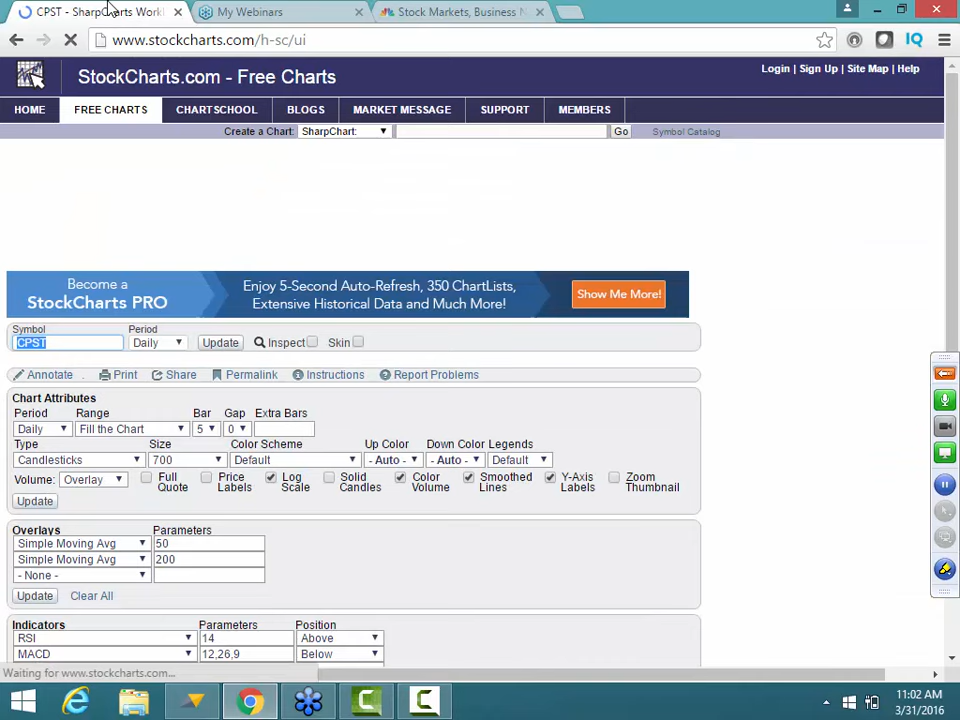 CPST - SharpCharts Work
My Webinars
Stock Markets, Business N
www.stockcharts.com/h-sc/ui
IQ
StockCharts.com - Free Charts
Login | Sign Up | Site Map | Help
HOME FREE CHARTS CHARTSCHOOL BLOGS MARKET MESSAGE SUPPORT MEMBERS
Create a Chart: SharpChart: Go Symbol Catalog
Become a
StockCharts PRO
Enjoy 5-Second Auto-Refresh, 350 ChartLists,
Extensive Historical Data and Much More!
Show Me More!
Symbol Period
CPST Daily Update Inspect Skin
Annotate Print Share Permalink Instructions Report Problems
Chart Attributes
Period Range Bar Gap Extra Bars
Daily Fill the Chart 5 0
Type Size Color Scheme Up Color Down Color Legends
Candlesticks 700 Default - Auto - - Auto - Default
Volume: Overlay Full Quote Price Labels Log Scale Solid Candles Color Volume Smoothed Lines Y-Axis Labels Zoom Thumbnail
Update
Overlays Parameters
Simple Moving Avg 50
Simple Moving Avg 200
- None -
Update Clear All
Indicators Parameters Position
RSI 14 Above
MACD 12,26,9 Below
Waiting for www.stockcharts.com...
11:02 AM
3/31/2016